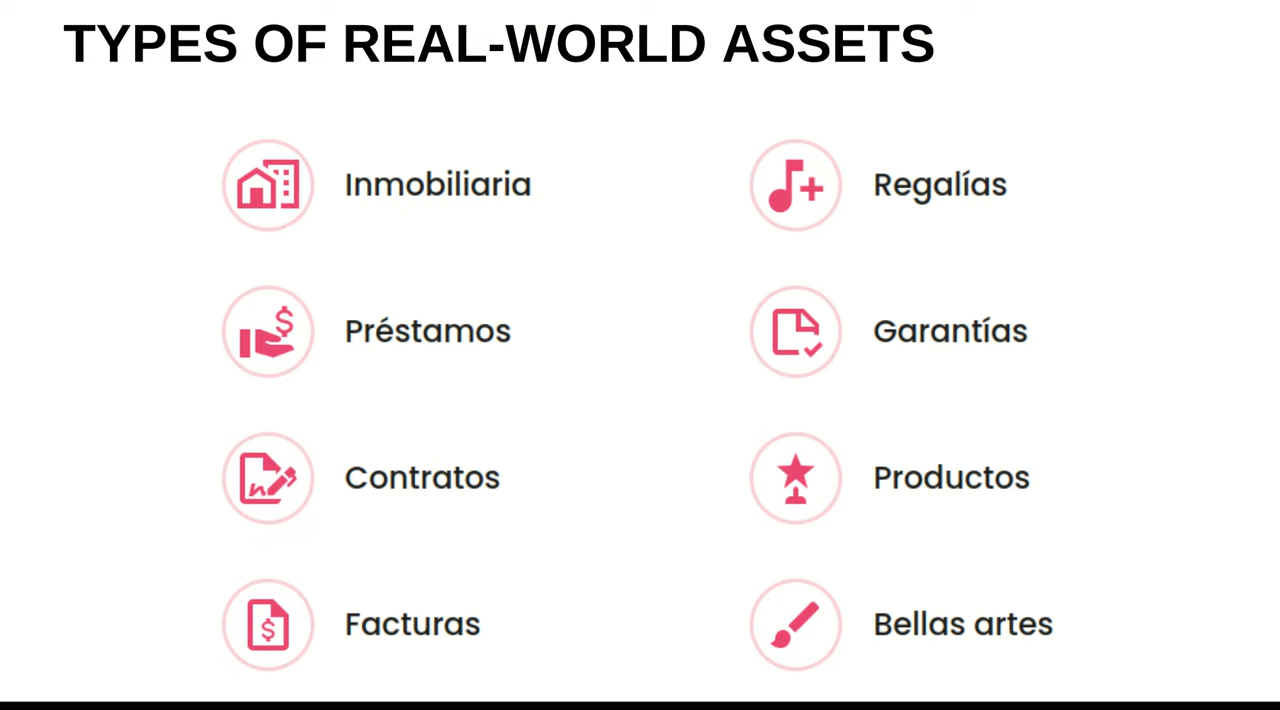 TYPES OF REAL-WORLD ASSETS
Inmobiliaria
Regalías
Préstamos
Garantías
Contratos
Productos
Facturas
Bellas artes